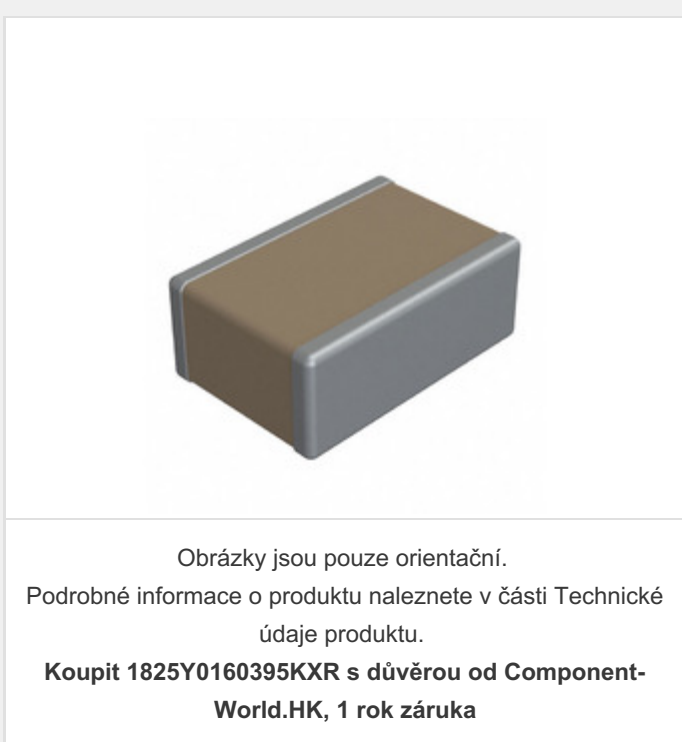 Obrázky jsou pouze orientační.
Podrobné informace o produktu naleznete v části Technické
údaje produktu.
Koupit 1825Y0160395KXR s důvěrou od Component-
World.HK, 1 rok záruka